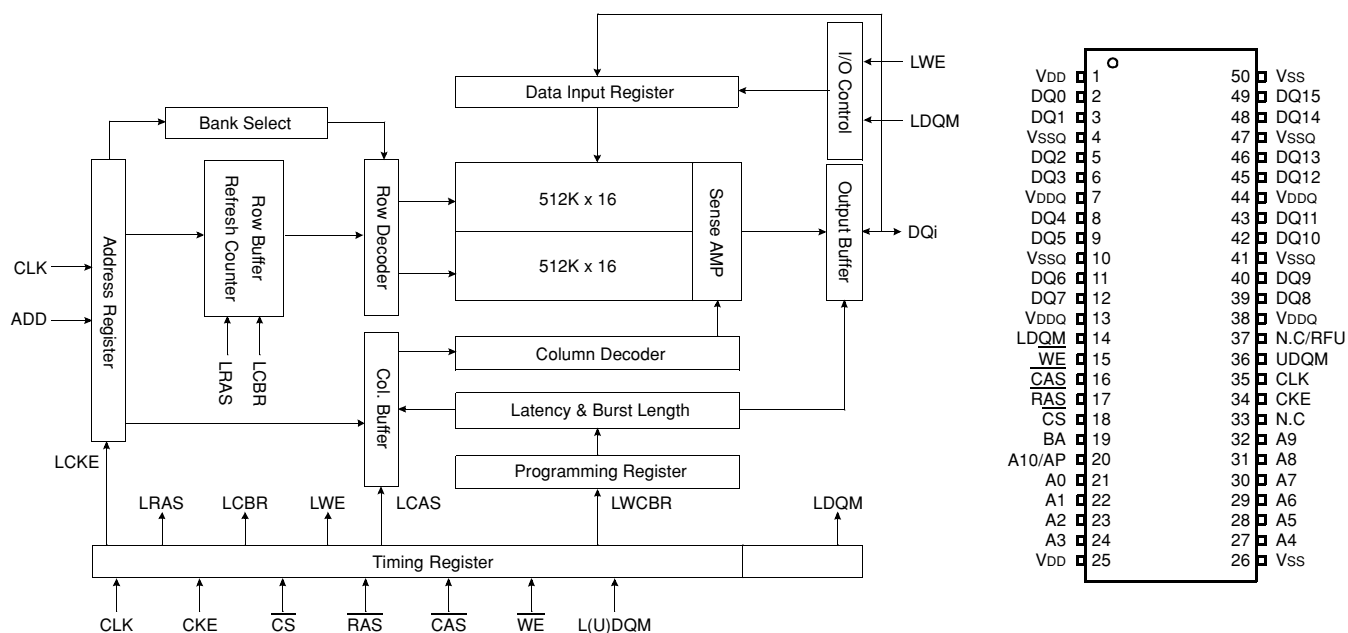 LWE
I/O Control
Data Input Register
LDQM
Bank Select
Address Register
Row Buffer
Refresh Counter
Row Decoder
512K x 16
512K x 16
Sense AMP
Output Buffer
DQi
CLK
ADD
LRAS
LCBR
Col. Buffer
Column Decoder
Latency & Burst Length
Programming Register
LCKE
LRAS
LCBR
LWE
LCAS
LWCBR
LDQM
Timing Register
CLK
CKE
CS
RAS
CAS
WE
L(U)DQM
VDD 1 50 VSS
DQ0 2 49 DQ15
DQ1 3 48 DQ14
VSSQ 4 47 VSSQ
DQ2 5 46 DQ13
DQ3 6 45 DQ12
VDDQ 7 44 VDDQ
DQ4 8 43 DQ11
DQ5 9 42 DQ10
VSSQ 10 41 VSSQ
DQ6 11 40 DQ9
DQ7 12 39 DQ8
VDDQ 13 38 VDDQ
LDQM 14 37 N.C/RFU
WE 15 36 UDQM
CAS 16 35 CLK
RAS 17 34 CKE
CS 18 33 N.C
BA 19 32 A9
A10/AP 20 31 A8
A0 21 30 A7
A1 22 29 A6
A2 23 28 A5
A3 24 27 A4
VDD 25 26 VSS